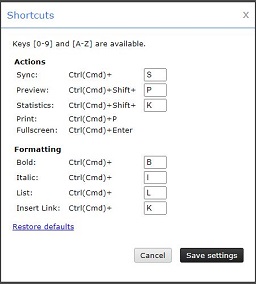 Shortcuts X
Keys [0-9] and [A-Z] are available.
Actions
Sync: Ctrl(Cmd)+ S
Preview: Ctrl(Cmd)+Shift+ P
Statistics: Ctrl(Cmd)+Shift+ K
Print: Ctrl(Cmd)+P
Fullscreen: Ctrl(Cmd)+Enter
Formatting
Bold: Ctrl(Cmd)+ B
Italic: Ctrl(Cmd)+ I
List: Ctrl(Cmd)+ L
Insert Link: Ctrl(Cmd)+ K
Restore defaults
Cancel Save settings